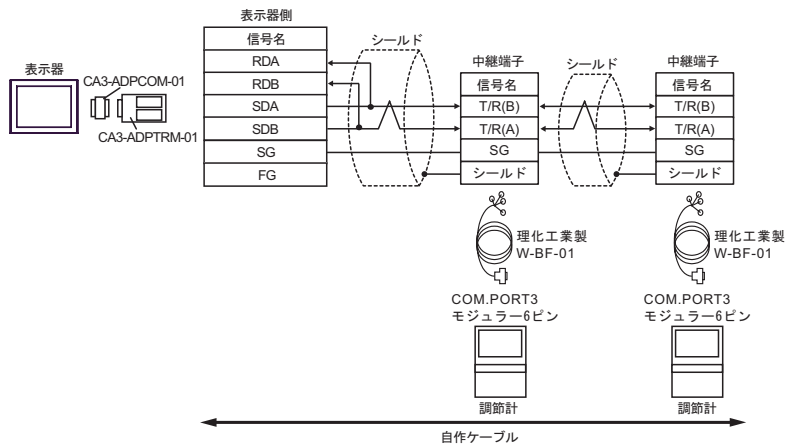 表示器
CA3-ADPCOM-01
CA3-ADPTRM-01
表示器側
信号名
RDA
RDB
SDA
SDB
SG
FG
シールド
中継端子
信号名
T/R(B)
T/R(A)
SG
シールド
シールド
中継端子
信号名
T/R(B)
T/R(A)
SG
シールド
理化工業製
W-BF-01
COM.PORT3
モジュラー6ピン
調節計
理化工業製
W-BF-01
COM.PORT3
モジュラー6ピン
調節計
自作ケーブル